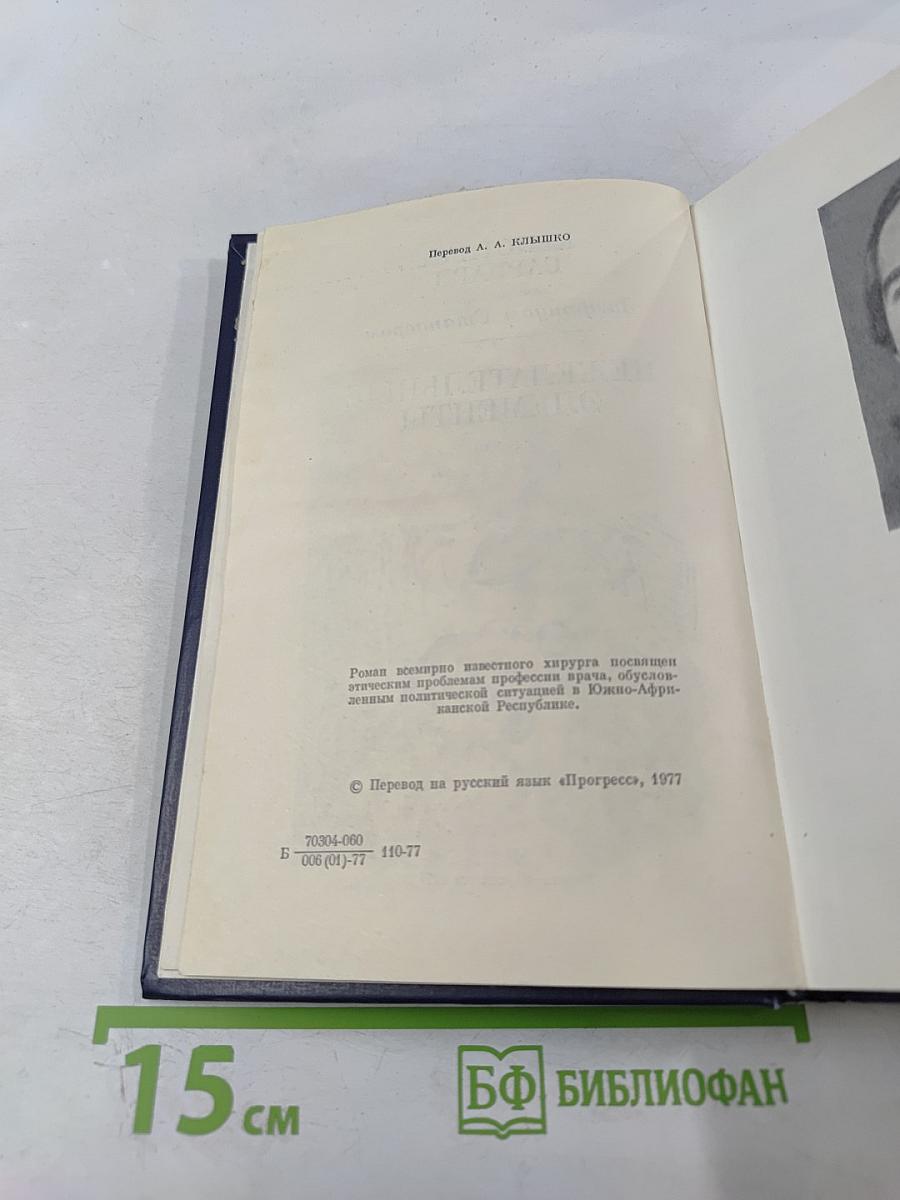 Перевод А. А. КЛЫШКО
Роман всемирно известного хирурга посвящен
этическим проблемам профессии врача, обуслов-
ленным политической ситуацией в Южно-Афри-
канской Республике.
© Перевод на русский язык «Прогресс», 1977
70304-060
Б 006 (01)-77 110-77
15 см
БФ БИБЛИОФАН